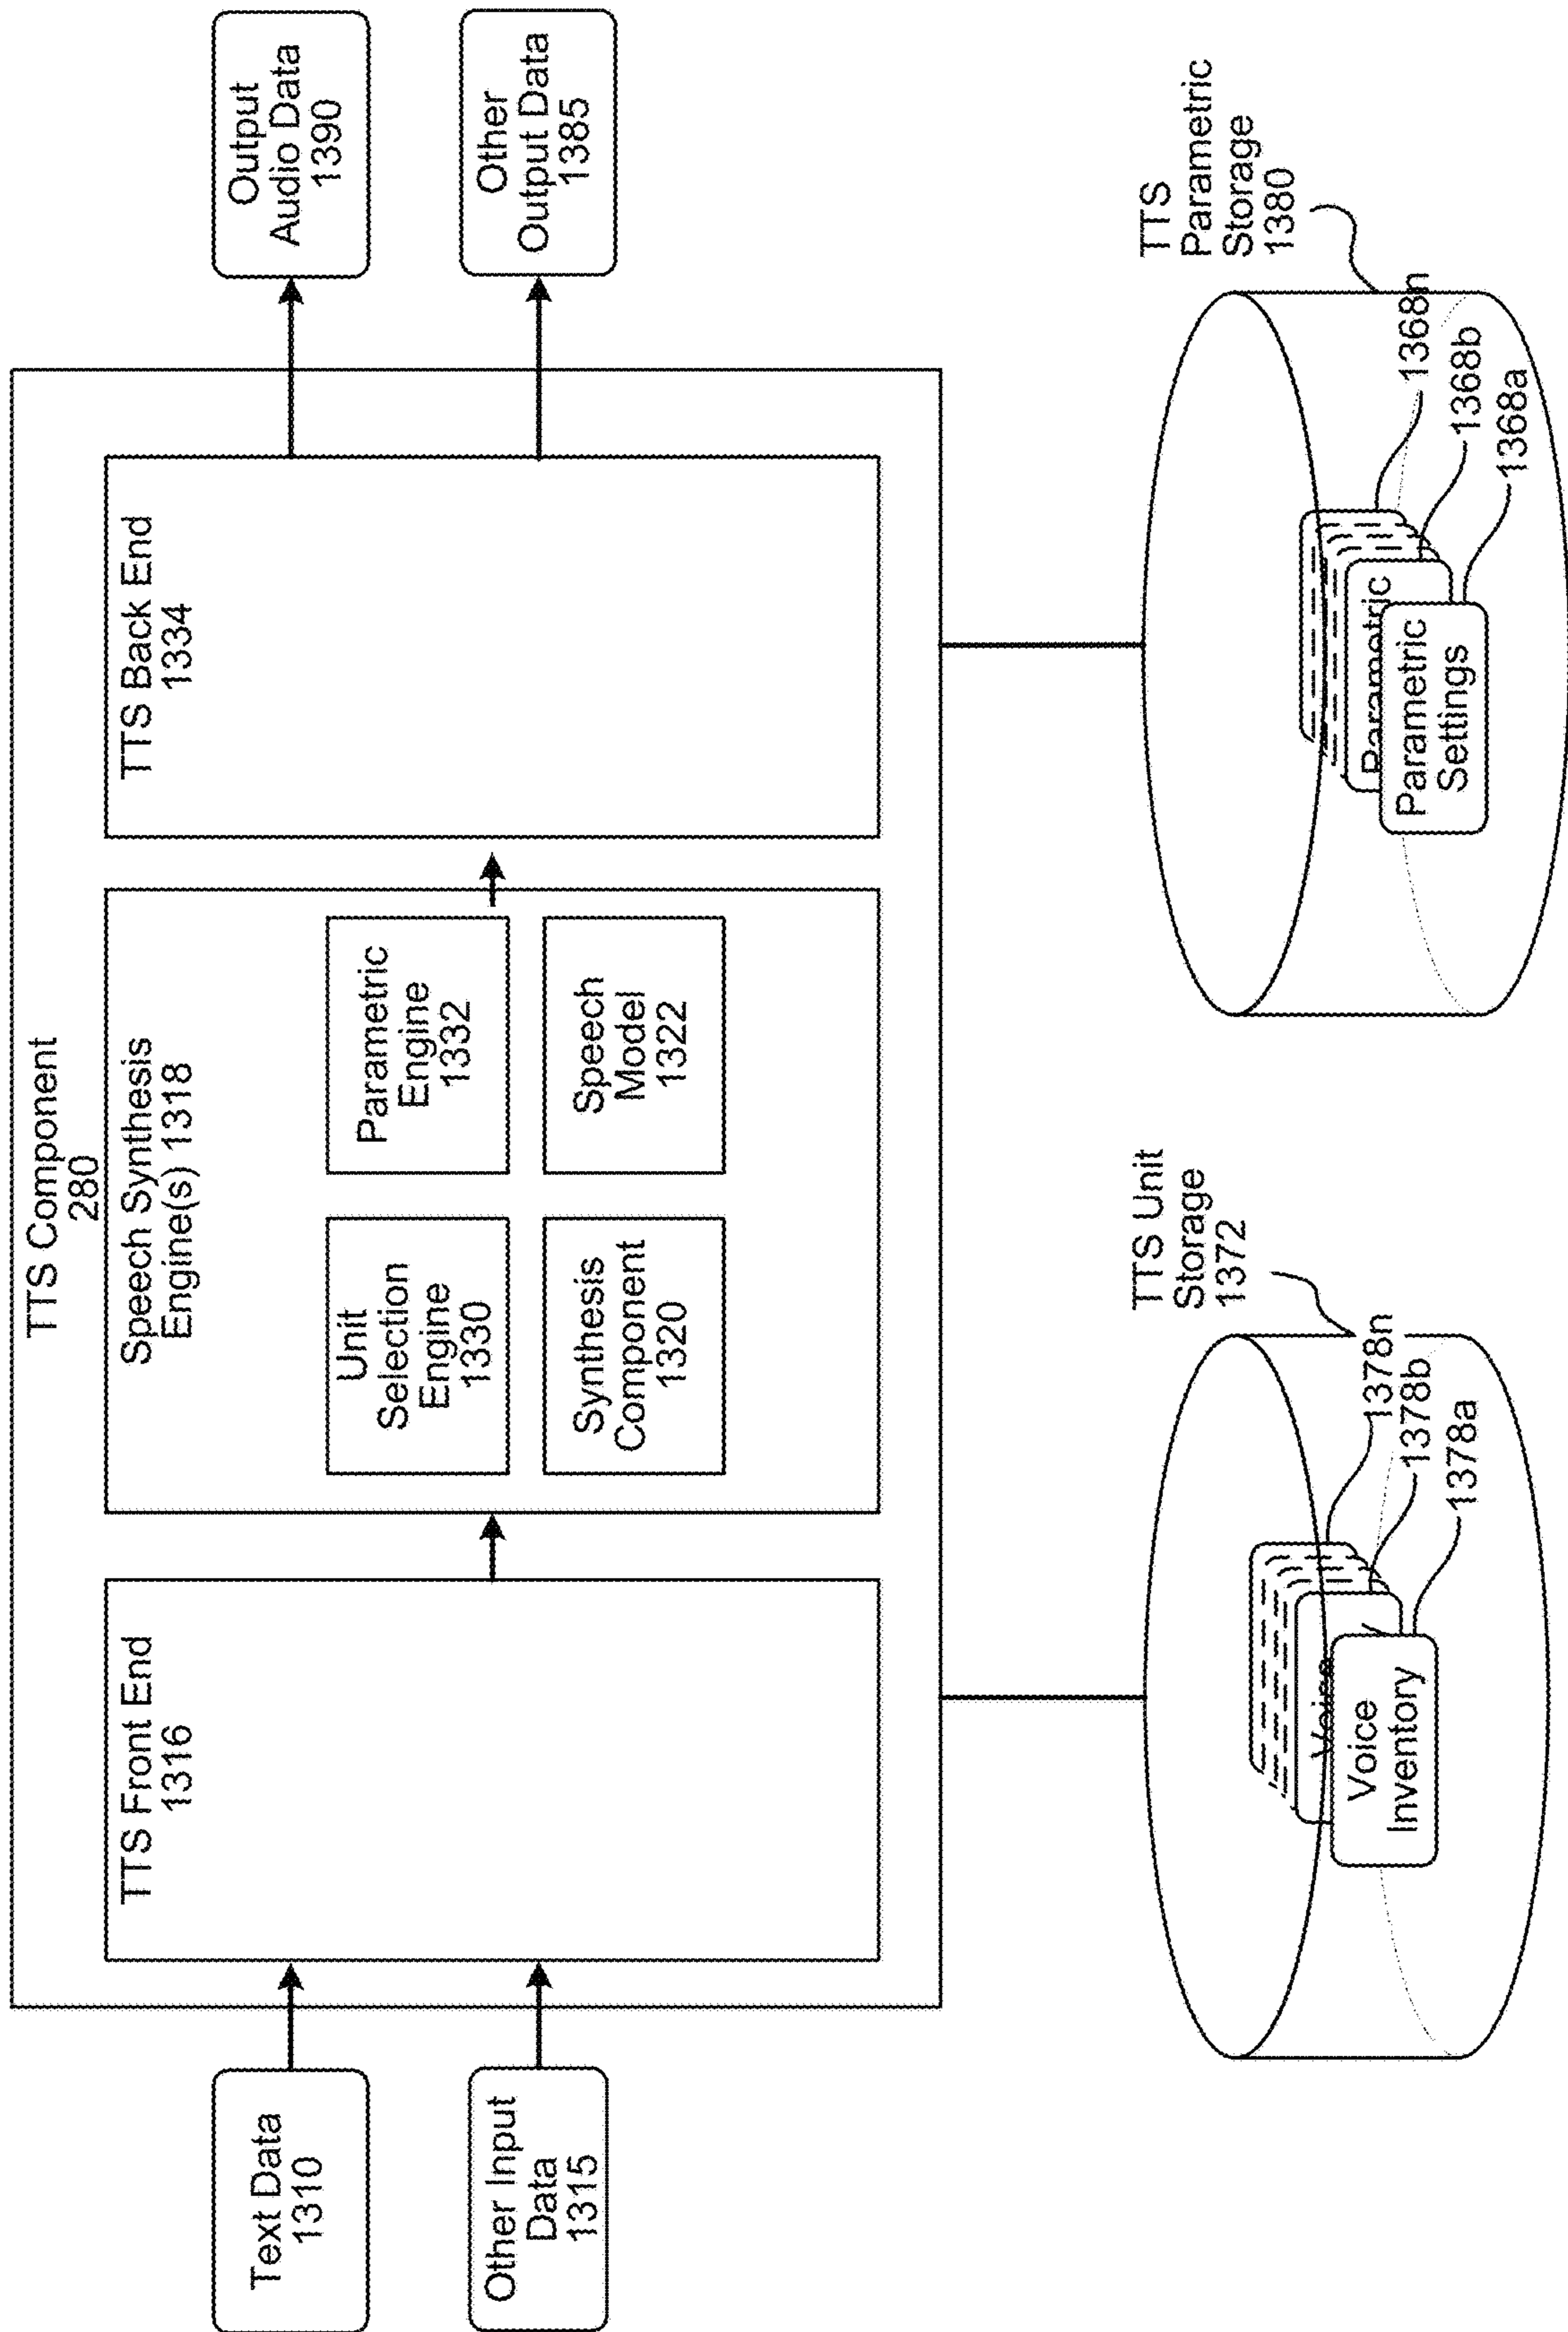 TTS Component
280
Text Data
1310
Other Input
Data
1315
TTS Front End
1316
Speech Synthesis
Engine(s) 1318
Unit
Selection
Engine
1330
Parametric
Engine
1332
Synthesis
Component
1320
Speech
Model
1322
TTS Back End
1334
Output
Audio Data
1390
Other
Output Data
1385
TTS Unit
Storage
1372
1378n
1378b
1378a
Voice
Voice
Inventory
TTS
Parametric
Storage
1380
1368n
1368b
1368a
Parametric
Parametric
Settings